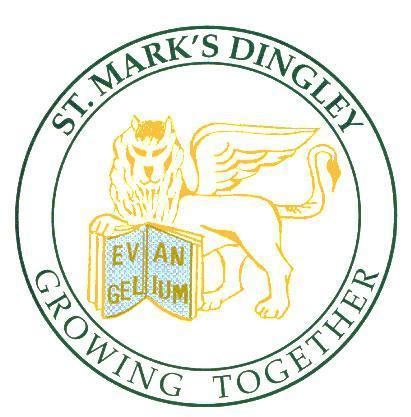 ST. MARK'S DINGLEY
EV AN
GEL IUM
GROWING TOGETHER